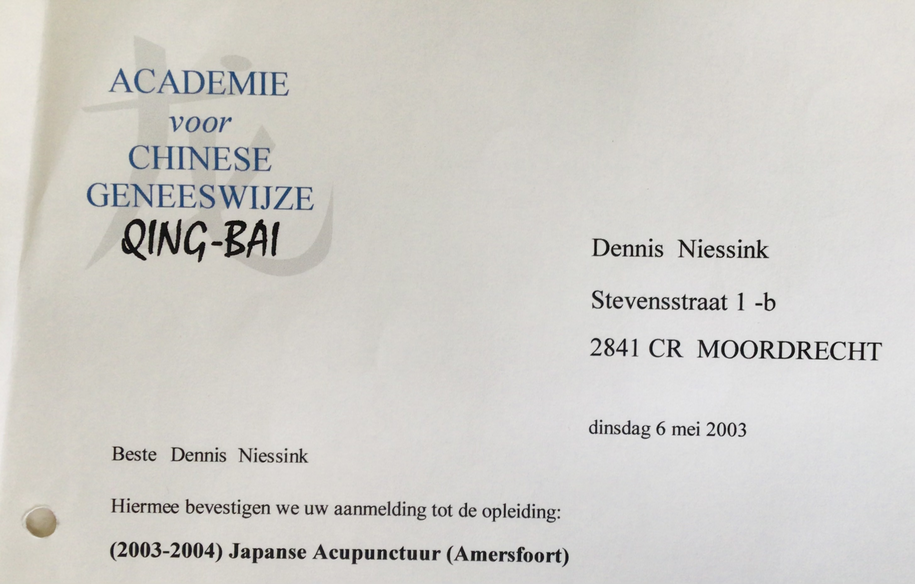 ACADEMIE
voor
CHINESE
GENEESWIJZE
QING-BAI
Dennis Niessink
Stevensstraat 1 -b
2841 CR MOORDRECHT
dinsdag 6 mei 2003
Beste Dennis Niessink
Hiermee bevestigen we uw aanmelding tot de opleiding:
(2003-2004) Japanse Acupunctuur (Amersfoort)